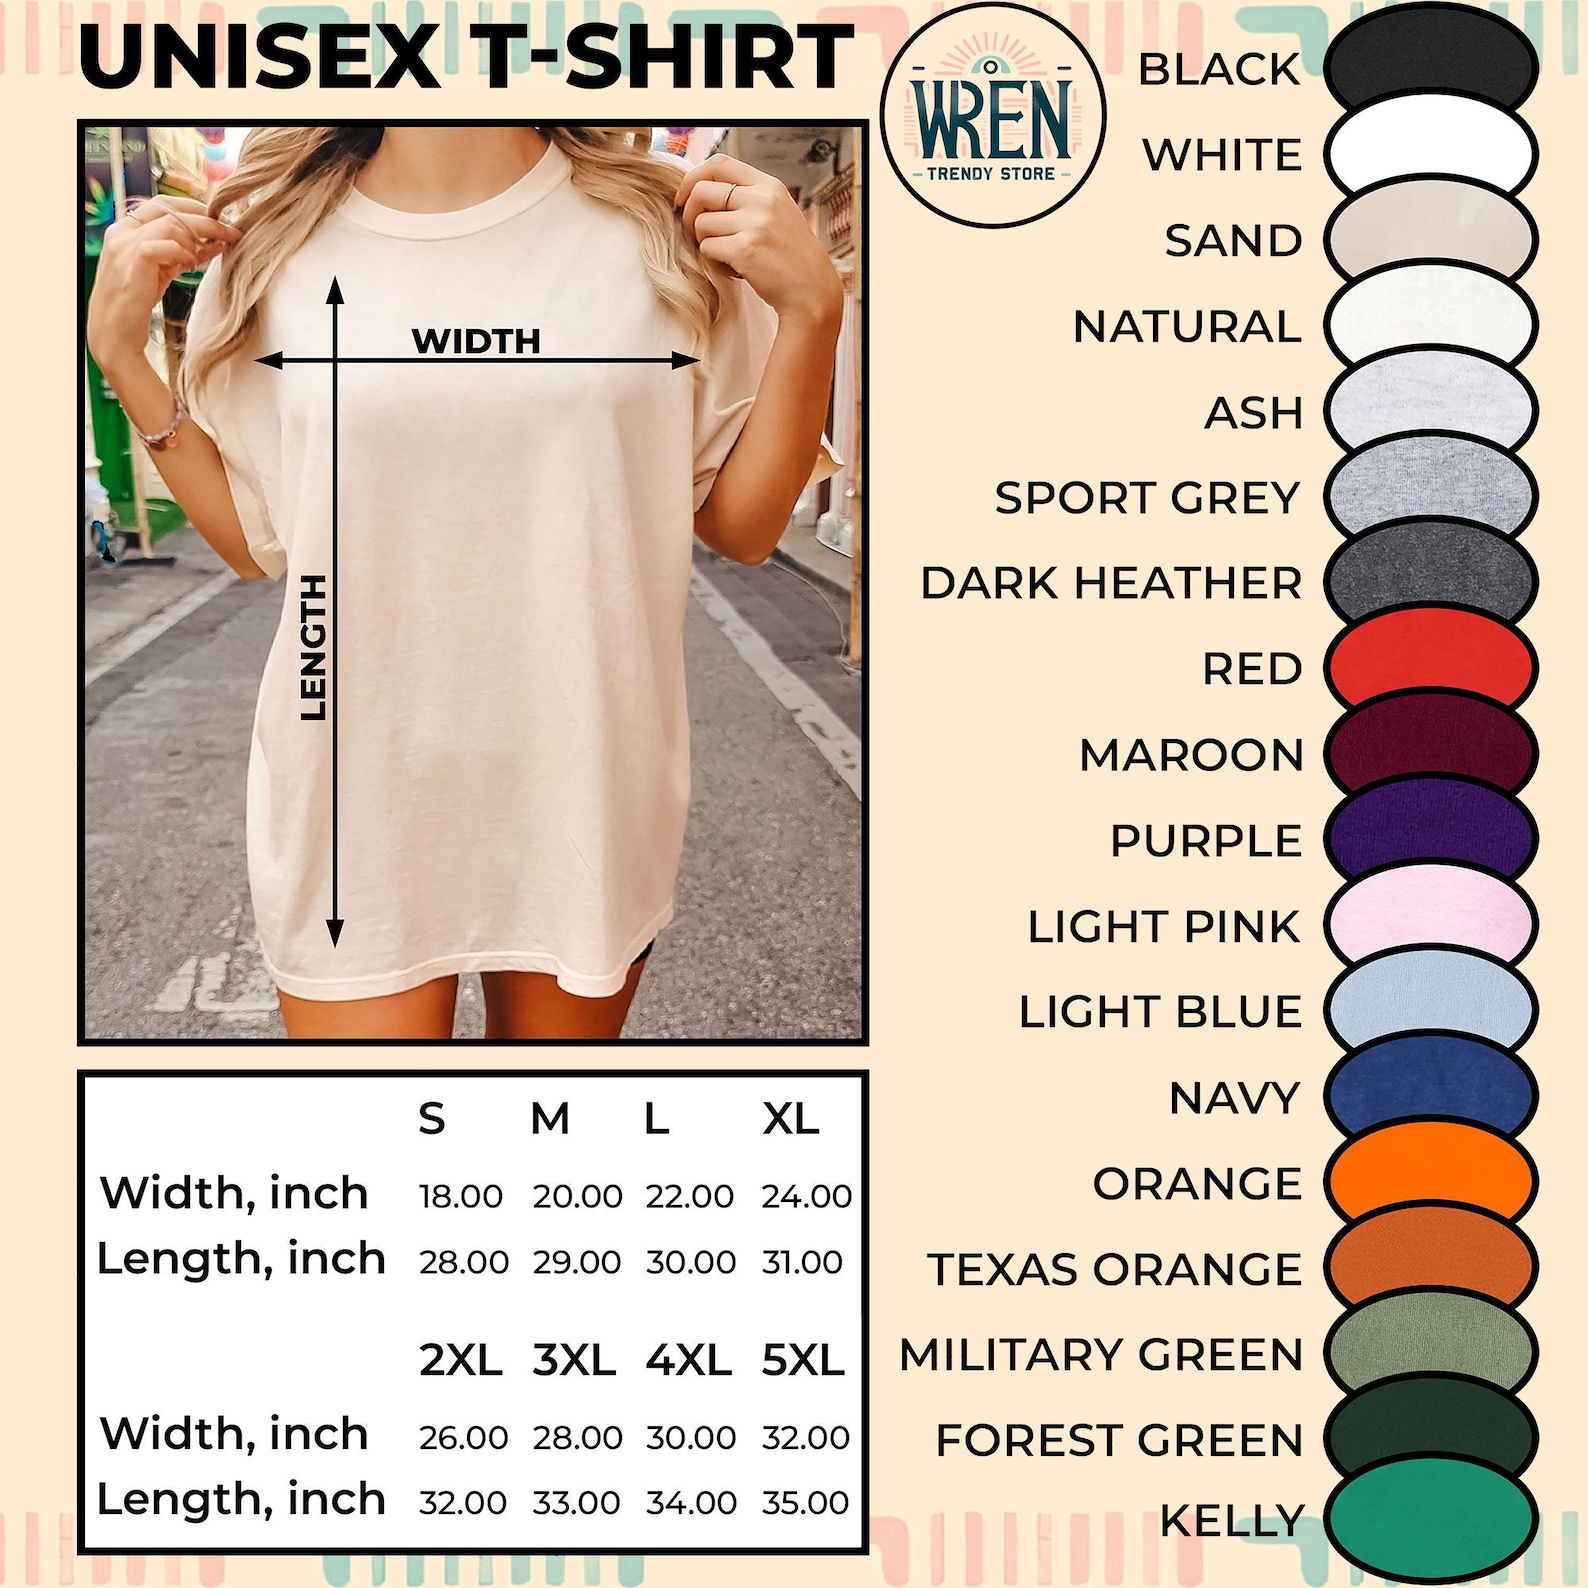 UNISEX T-SHIRT
WREN
TRENDY STORE
WIDTH
LENGTH
S M L XL
Width, inch 18.00 20.00 22.00 24.00
Length, inch 28.00 29.00 30.00 31.00
2XL 3XL 4XL 5XL
Width, inch 26.00 28.00 30.00 32.00
Length, inch 32.00 33.00 34.00 35.00
BLACK
WHITE
SAND
NATURAL
ASH
SPORT GREY
DARK HEATHER
RED
MAROON
PURPLE
LIGHT PINK
LIGHT BLUE
NAVY
ORANGE
TEXAS ORANGE
MILITARY GREEN
FOREST GREEN
KELLY